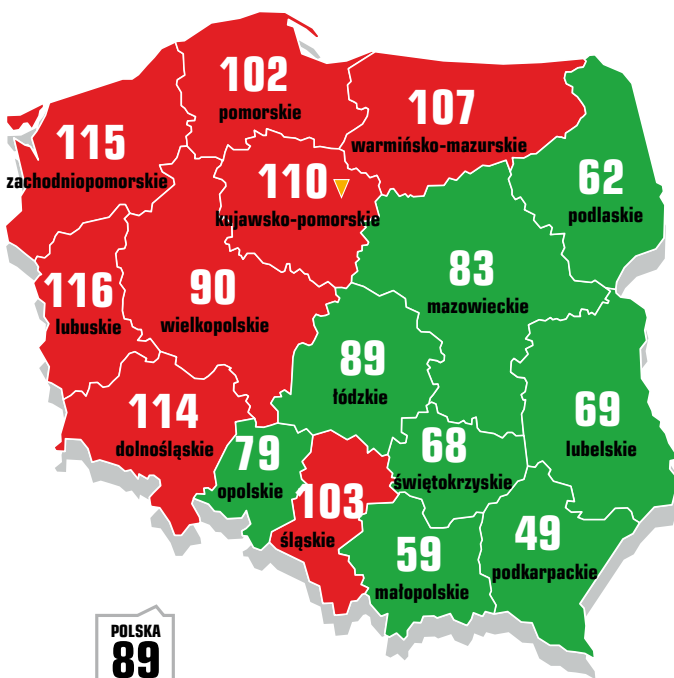 102
pomorskie
107
warmińsko-mazurskie
115
zachodniopomorskie
110
kujawsko-pomorskie
62
podlaskie
83
mazowieckie
116
lubuskie
90
wielkopolskie
89
łódzkie
114
dolnośląskie
69
lubelskie
79
opolskie
68
świętokrzyskie
103
śląskie
59
małopolskie
49
podkarpackie
POLSKA
89